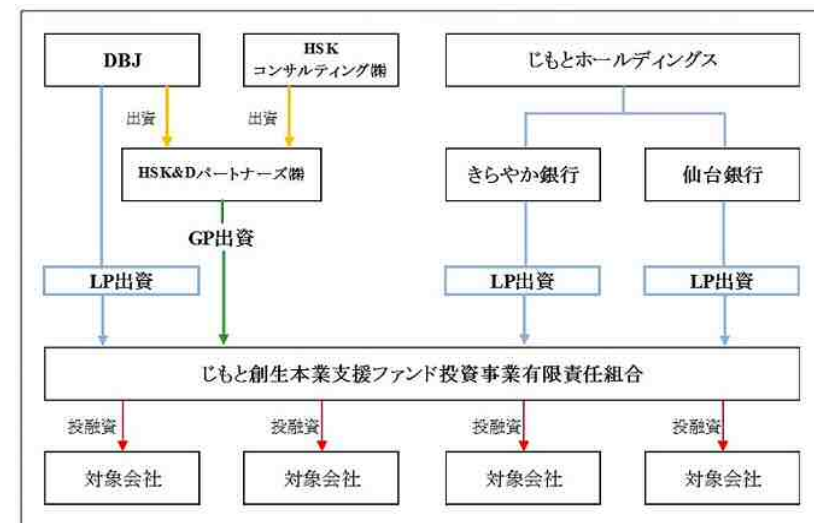 DBJ
HSK
コンサルティング㈱
じもとホールディングス
出資
出資
HSK&Dパートナーズ㈱
きらやか銀行
仙台銀行
GP出資
LP出資
LP出資
LP出資
じもと創生本業支援ファンド投資事業有限責任組合
投融資
投融資
投融資
投融資
対象会社
対象会社
対象会社
対象会社